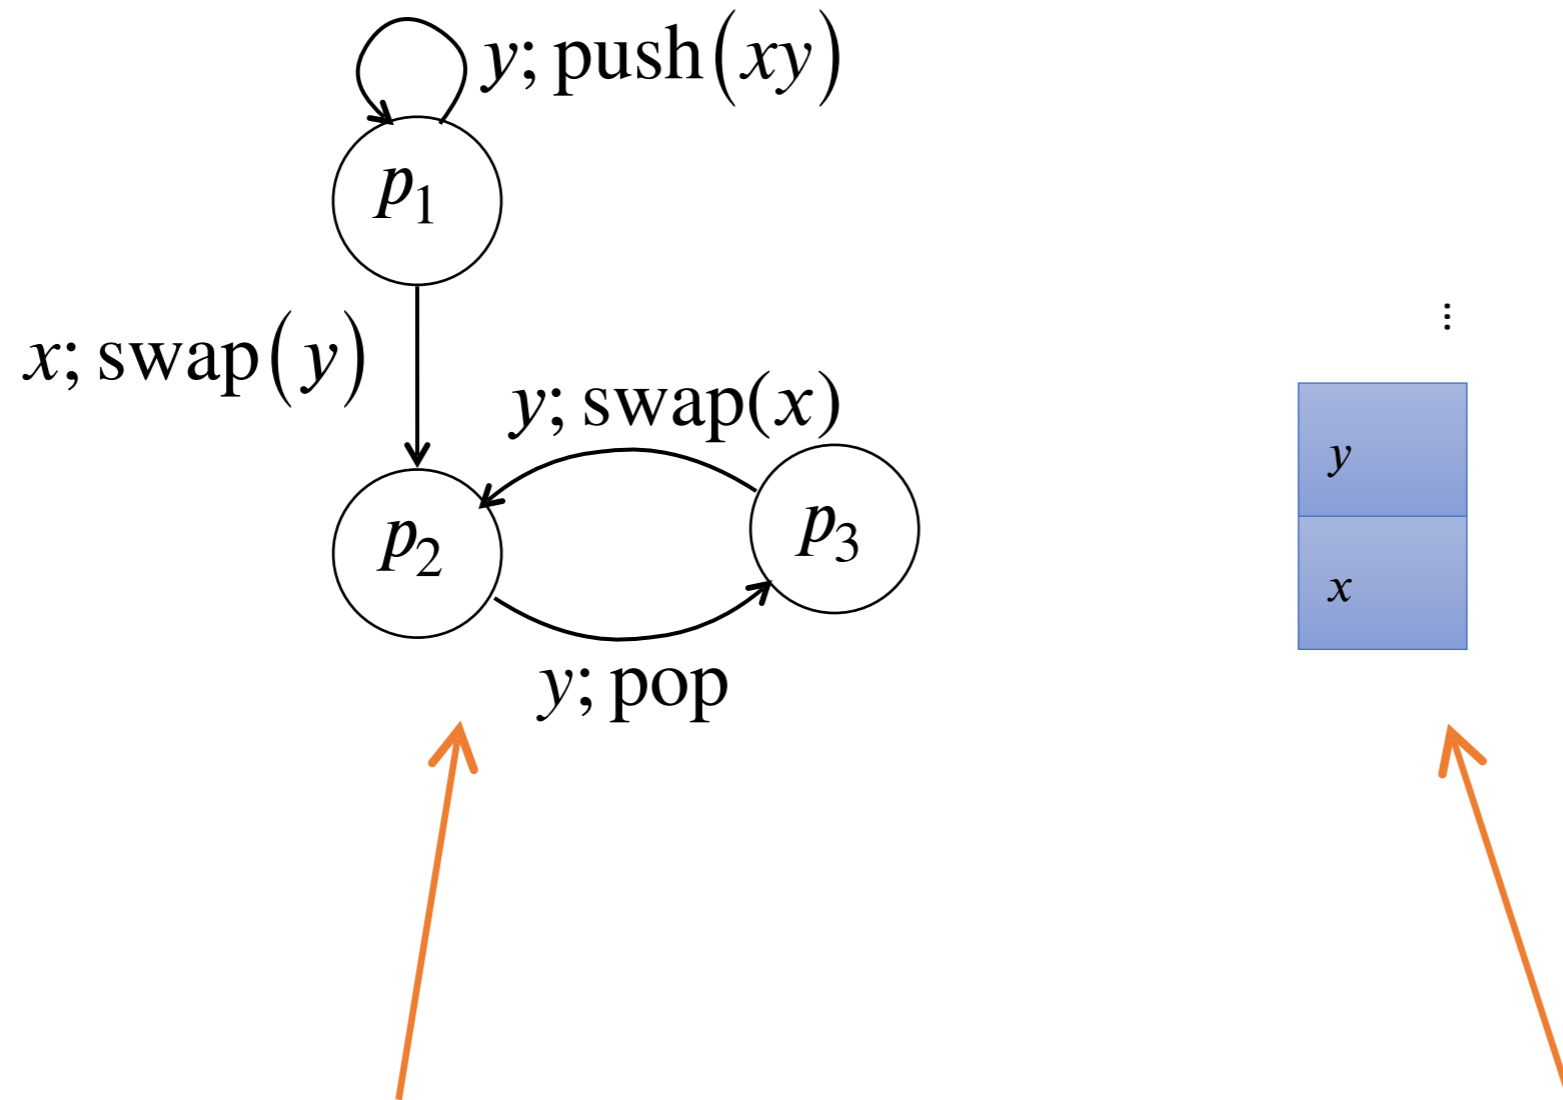 y; push(xy)
p₁
x; swap(y)
y; swap(x)
p₂
p₃
y; pop
⋮
y
x